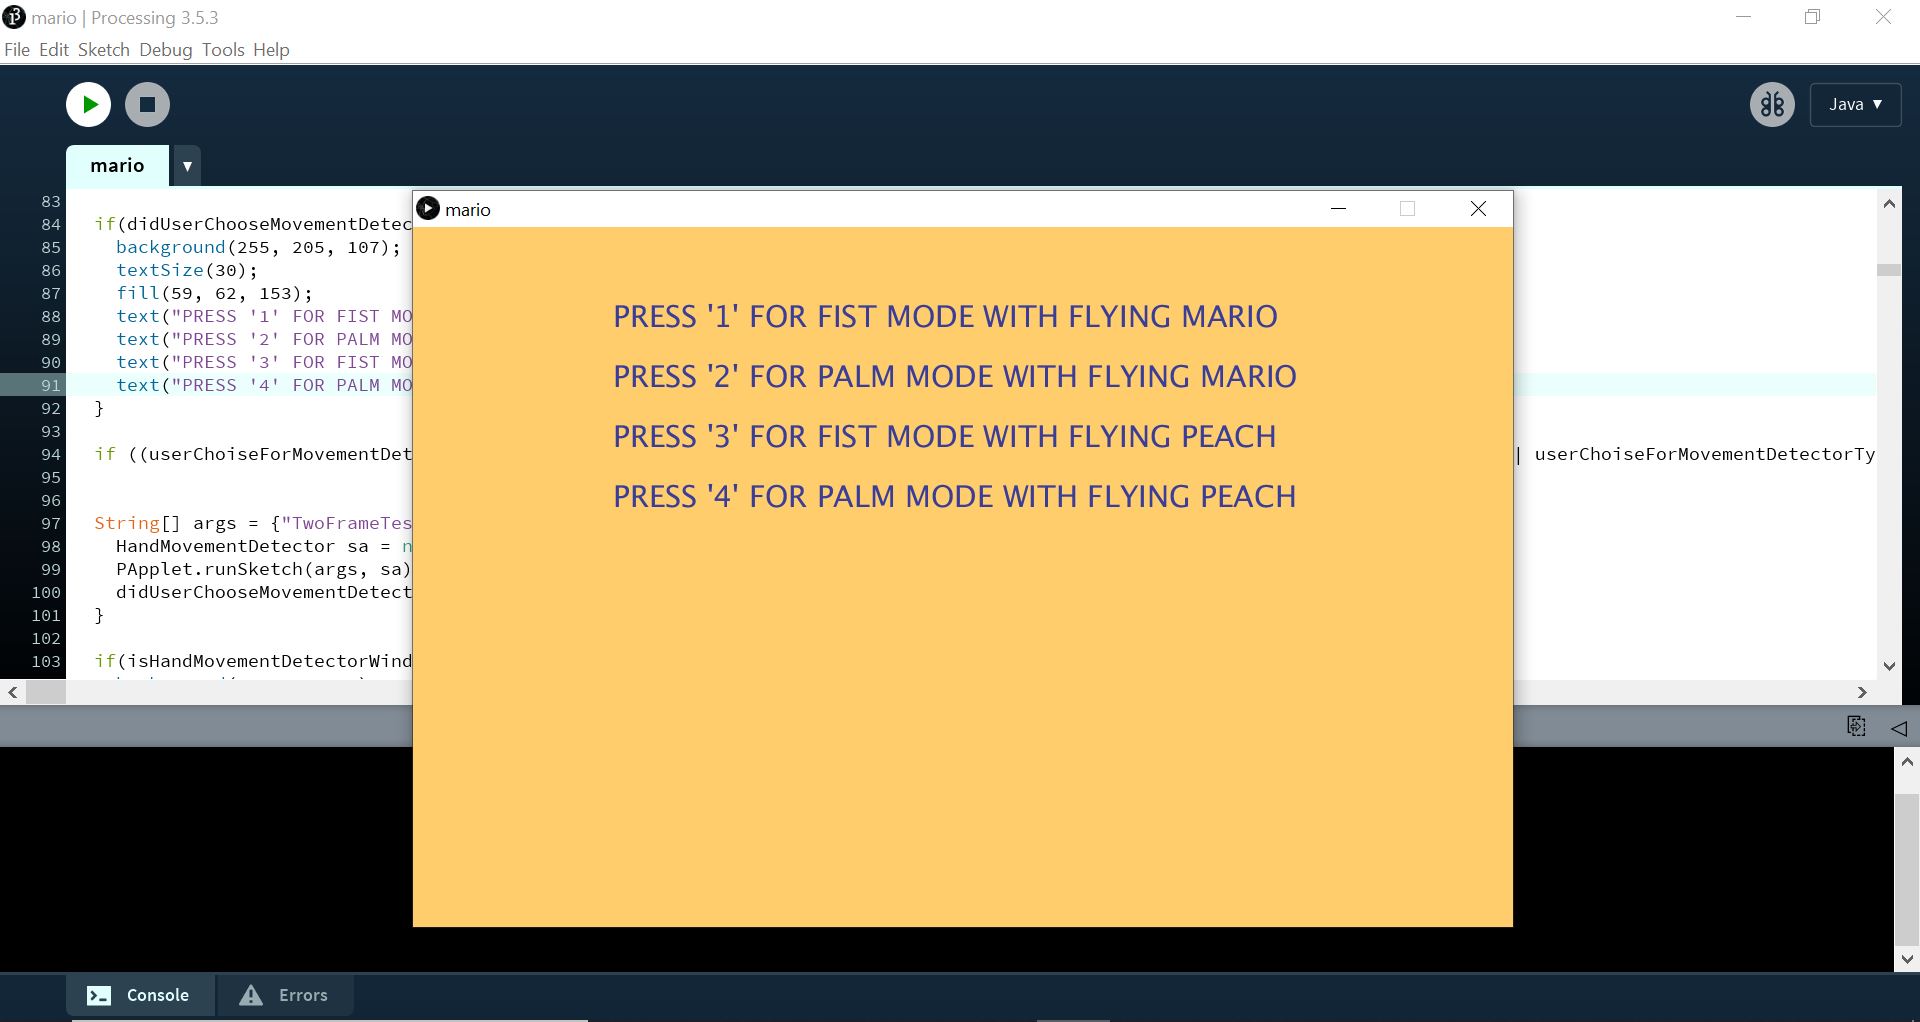 mario | Processing 3.5.3
File Edit Sketch Debug Tools Help
Java ▼
mario ▼
83
84 if(didUserChooseMovementDetec
85 background(255, 205, 107);
86 textSize(30);
87 fill(59, 62, 153);
88 text("PRESS '1' FOR FIST MO
89 text("PRESS '2' FOR PALM MO
90 text("PRESS '3' FOR FIST MO
91 text("PRESS '4' FOR PALM MO
92 }
93
94 if ((userChoiseForMovementDet | userChoiseForMovementDetectorTy
95
96
97 String[] args = {"TwoFrameTes
98 HandMovementDetector sa = n
99 PApplet.runSketch(args, sa)
100 didUserChooseMovementDetect
101 }
102
103 if(isHandMovementDetectorWind
mario
PRESS '1' FOR FIST MODE WITH FLYING MARIO
PRESS '2' FOR PALM MODE WITH FLYING MARIO
PRESS '3' FOR FIST MODE WITH FLYING PEACH
PRESS '4' FOR PALM MODE WITH FLYING PEACH
Console Errors